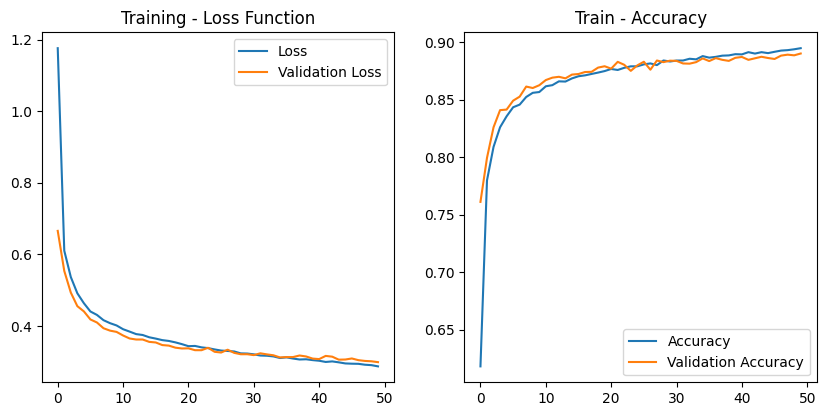 Training - Loss Function
1.2
1.0
0.8
0.6
0.4
0 10 20 30 40 50
Loss
Validation Loss
Train - Accuracy
0.90
0.85
0.80
0.75
0.70
0.65
0 10 20 30 40 50
Accuracy
Validation Accuracy